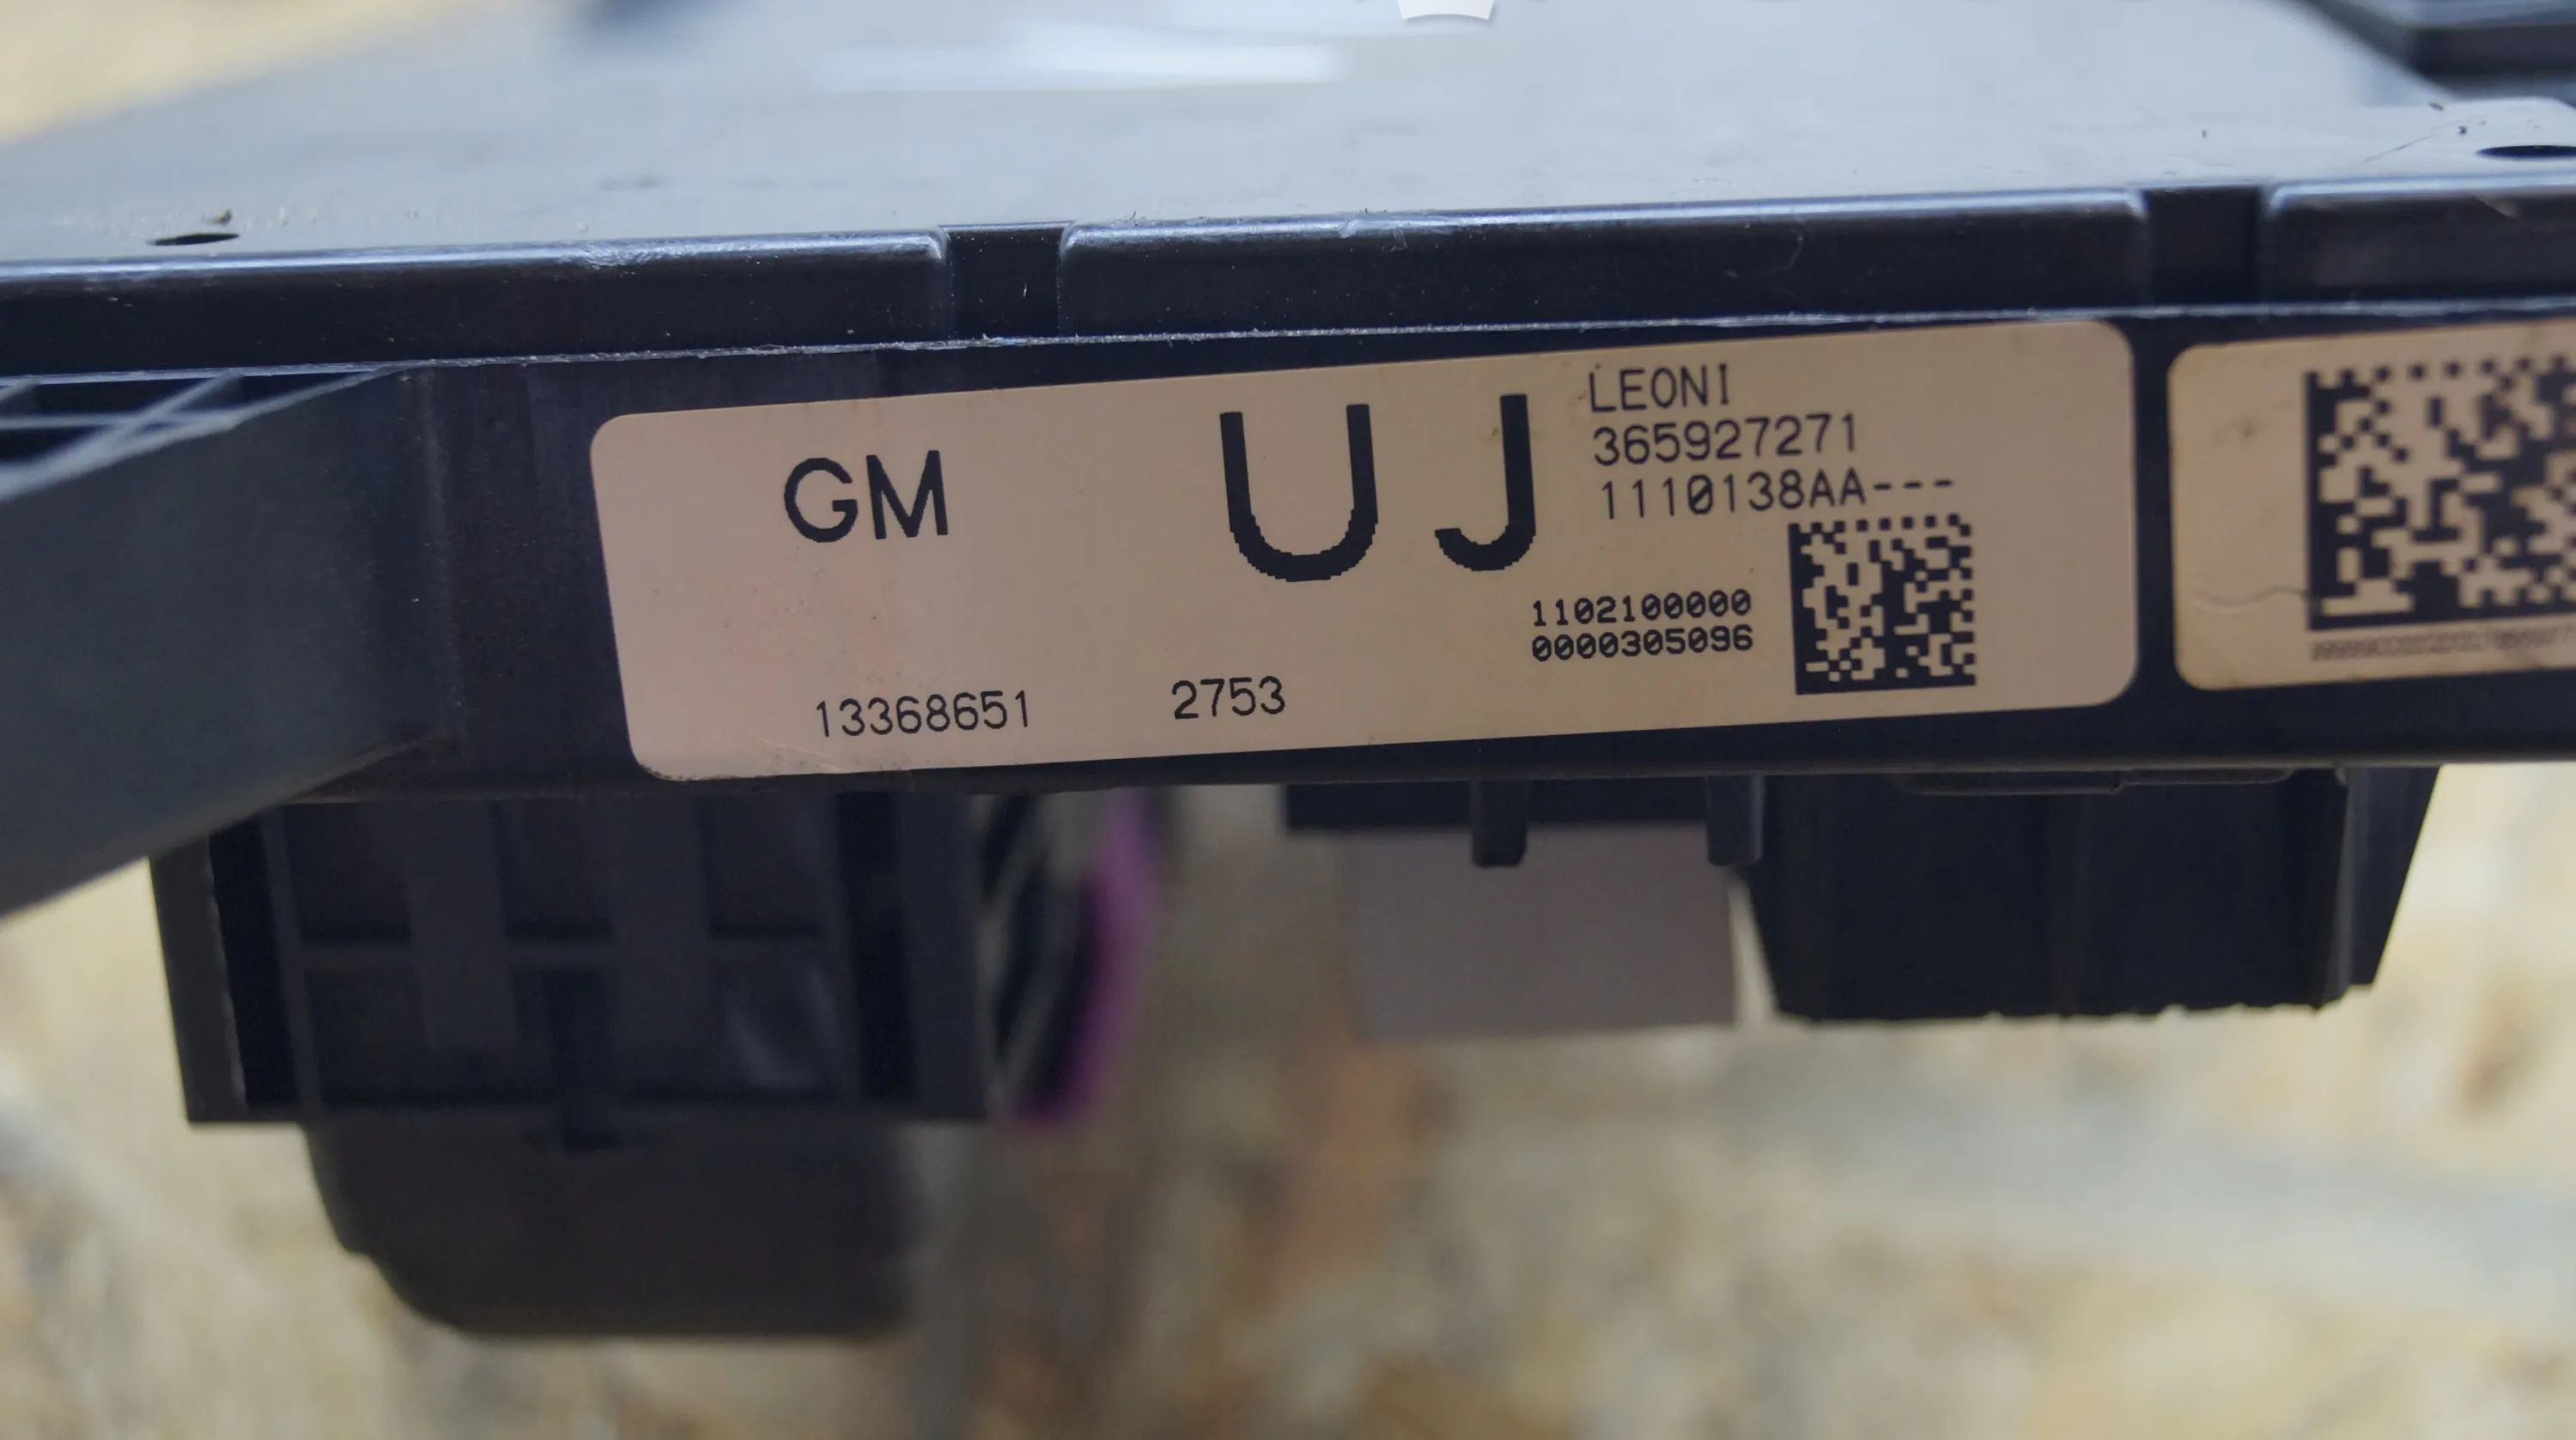 GM
UJ
LEONI
365927271
1110138AA---
1102100000
0000305096
13368651 2753